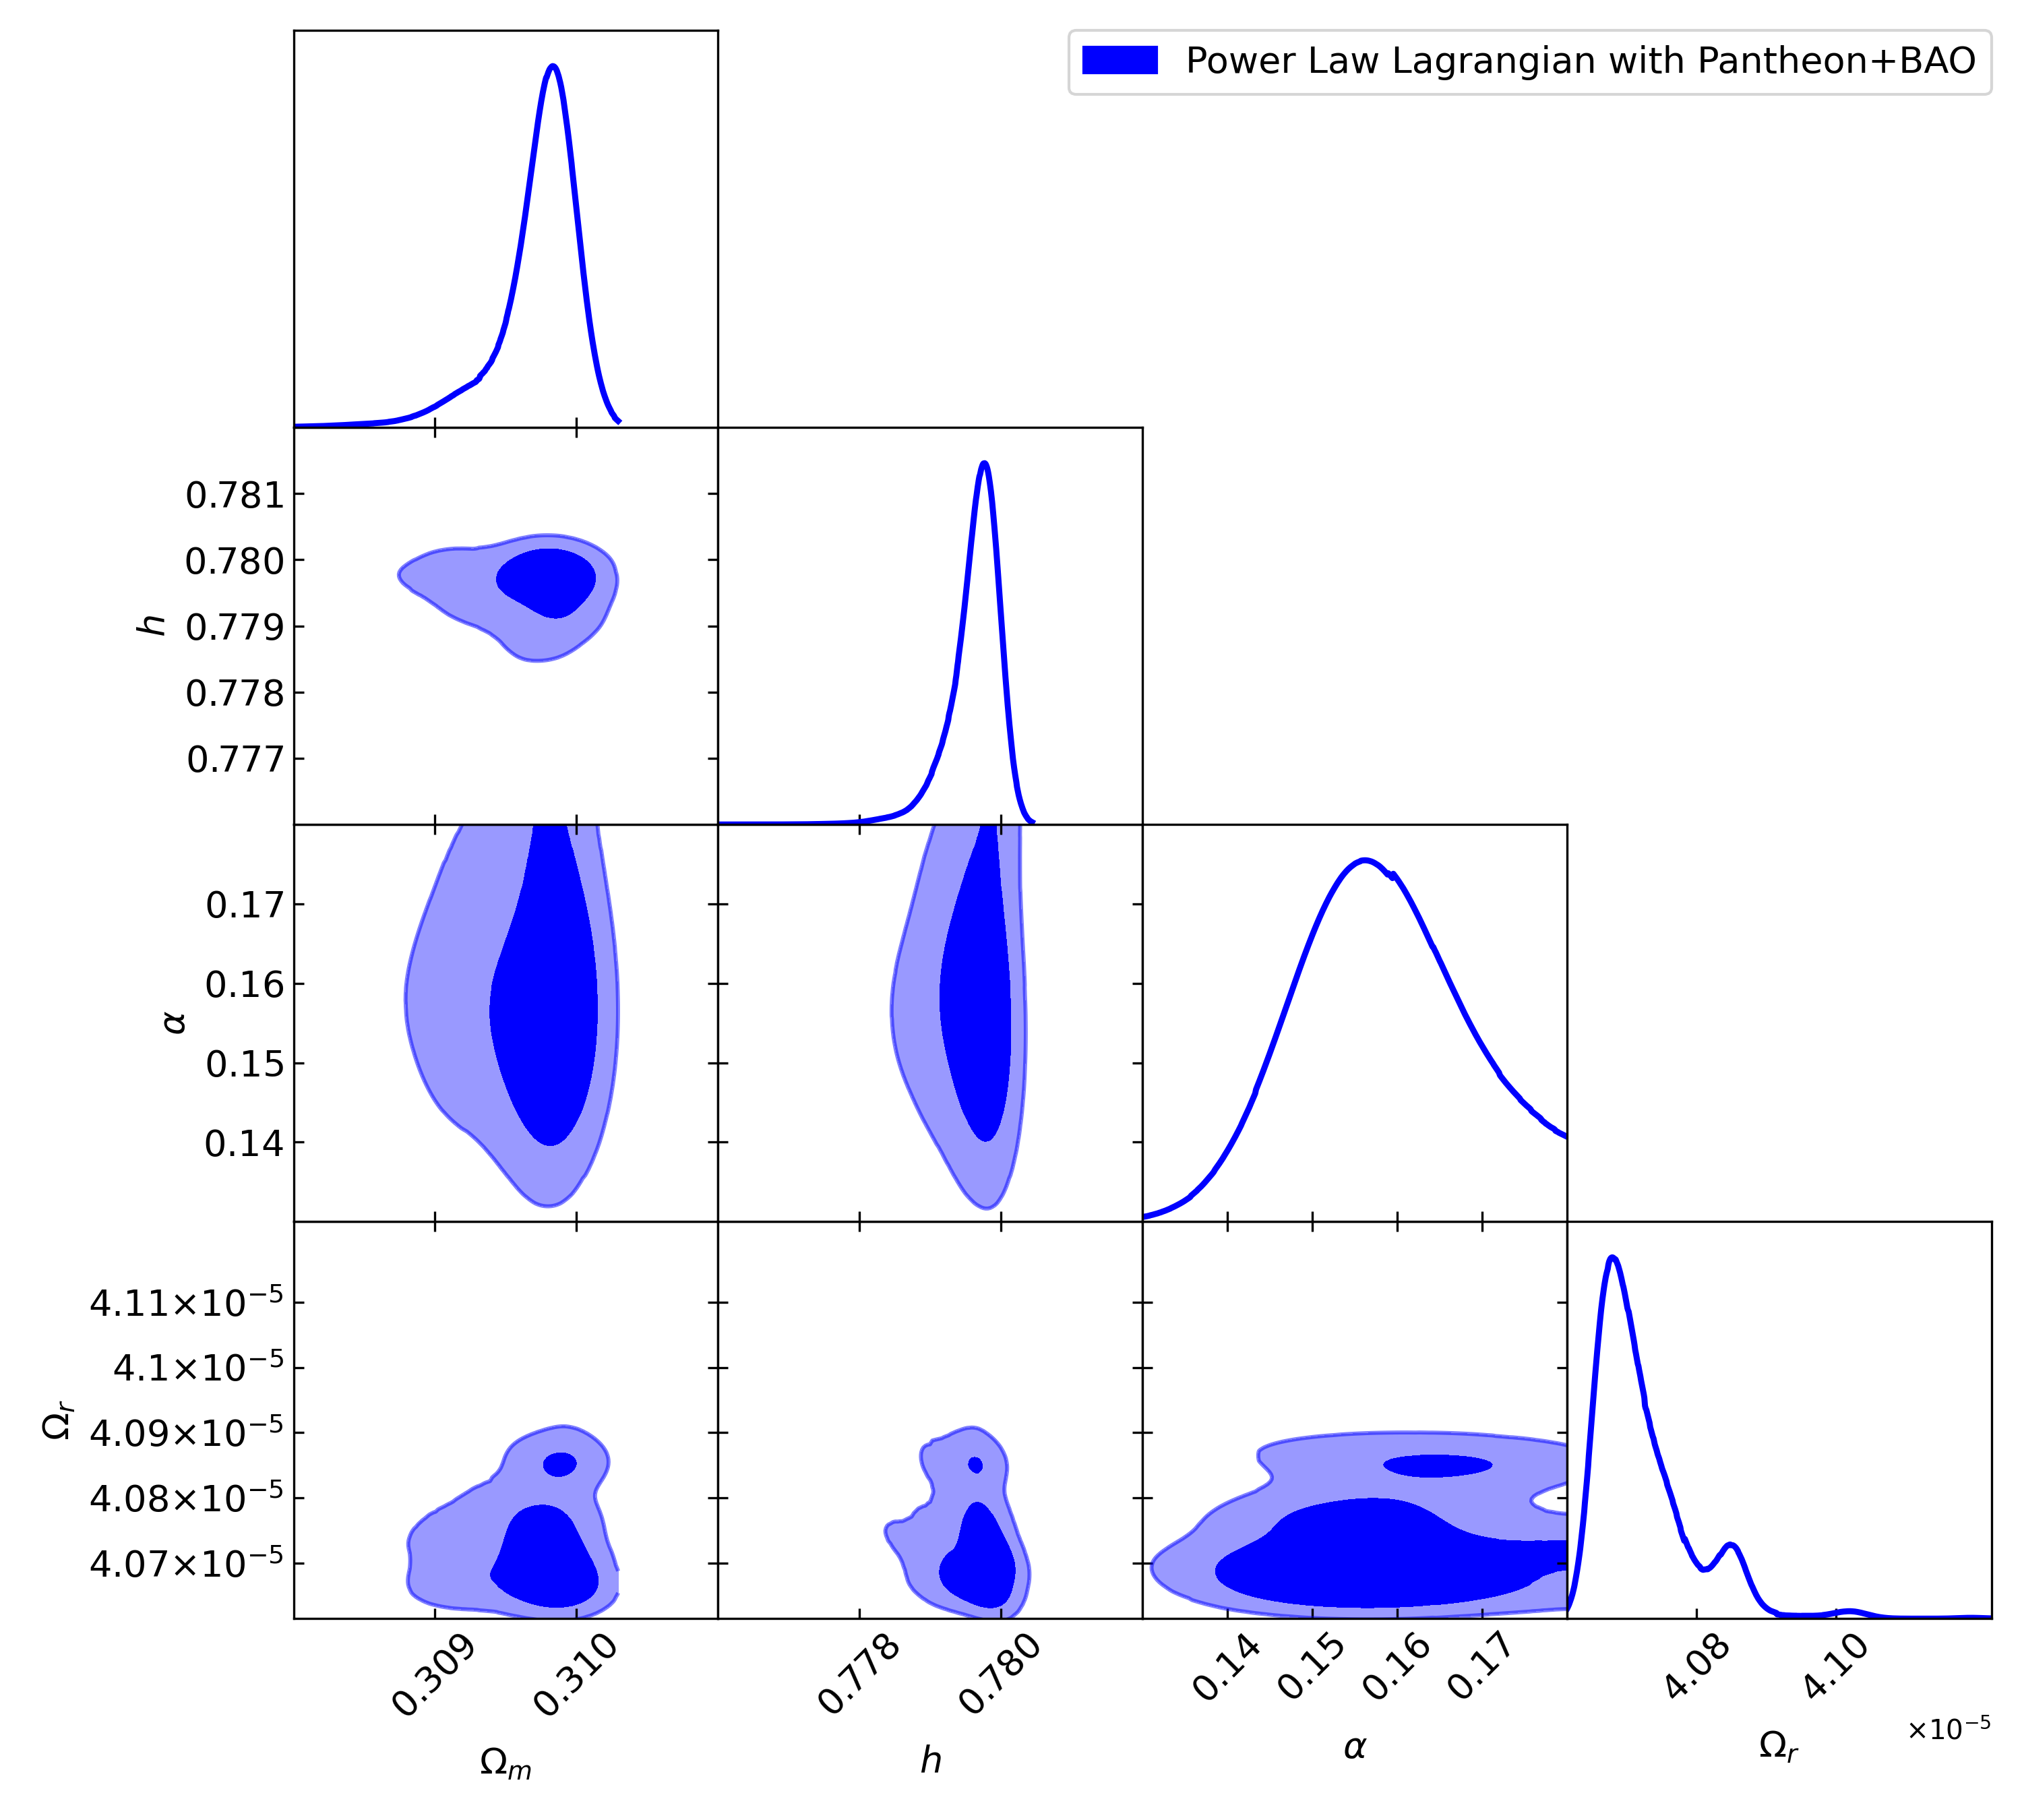 Power Law Lagrangian with Pantheon+BAO
0.781
0.780
0.779
0.778
0.777
h
0.17
0.16
0.15
0.14
α
4.11×10⁻⁵
4.1×10⁻⁵
4.09×10⁻⁵
4.08×10⁻⁵
4.07×10⁻⁵
Ωᵣ
0.309 0.310 0.778 0.780 0.14 0.15 0.16 0.17 4.08 4.10
×10⁻⁵
Ωₘ h α Ωᵣ